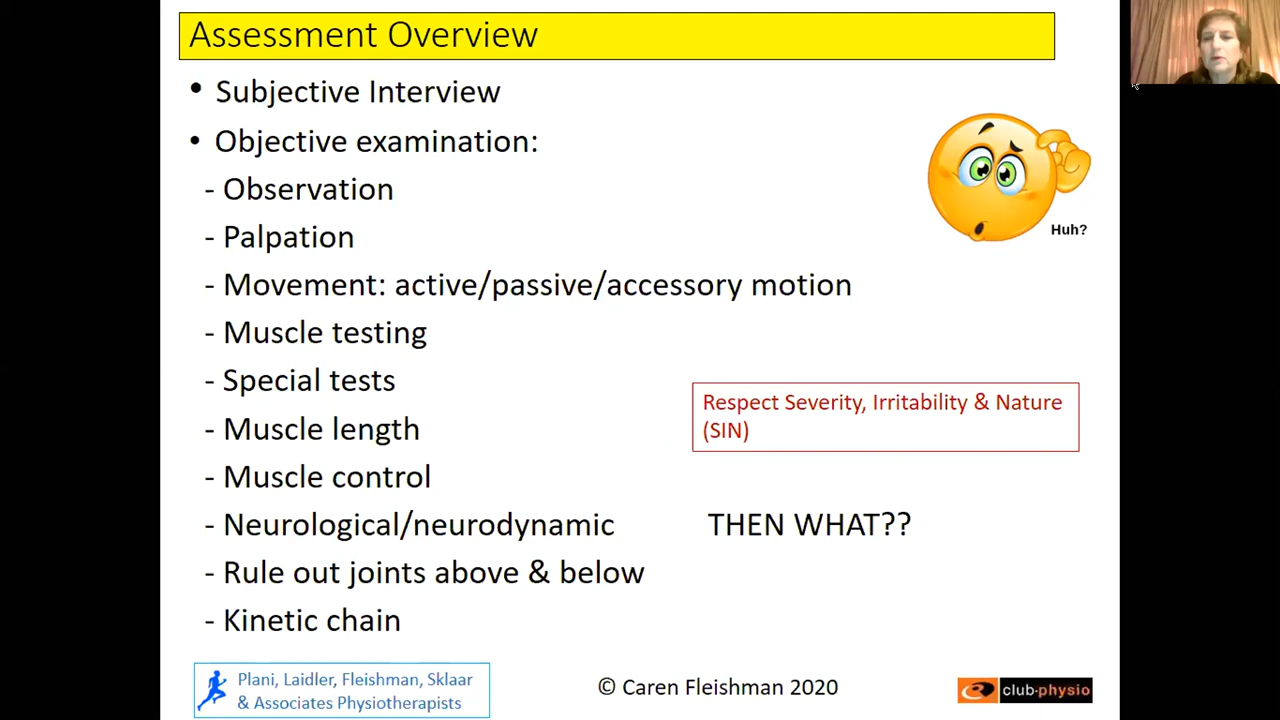 Assessment Overview
• Subjective Interview
• Objective examination:
- Observation
- Palpation
- Movement: active/passive/accessory motion
- Muscle testing
- Special tests
- Muscle length
- Muscle control
- Neurological/neurodynamic
- Rule out joints above & below
- Kinetic chain
Huh?
Respect Severity, Irritability & Nature
(SIN)
THEN WHAT??
Plani, Laidler, Fleishman, Sklaar
& Associates Physiotherapists
© Caren Fleishman 2020
club-physio